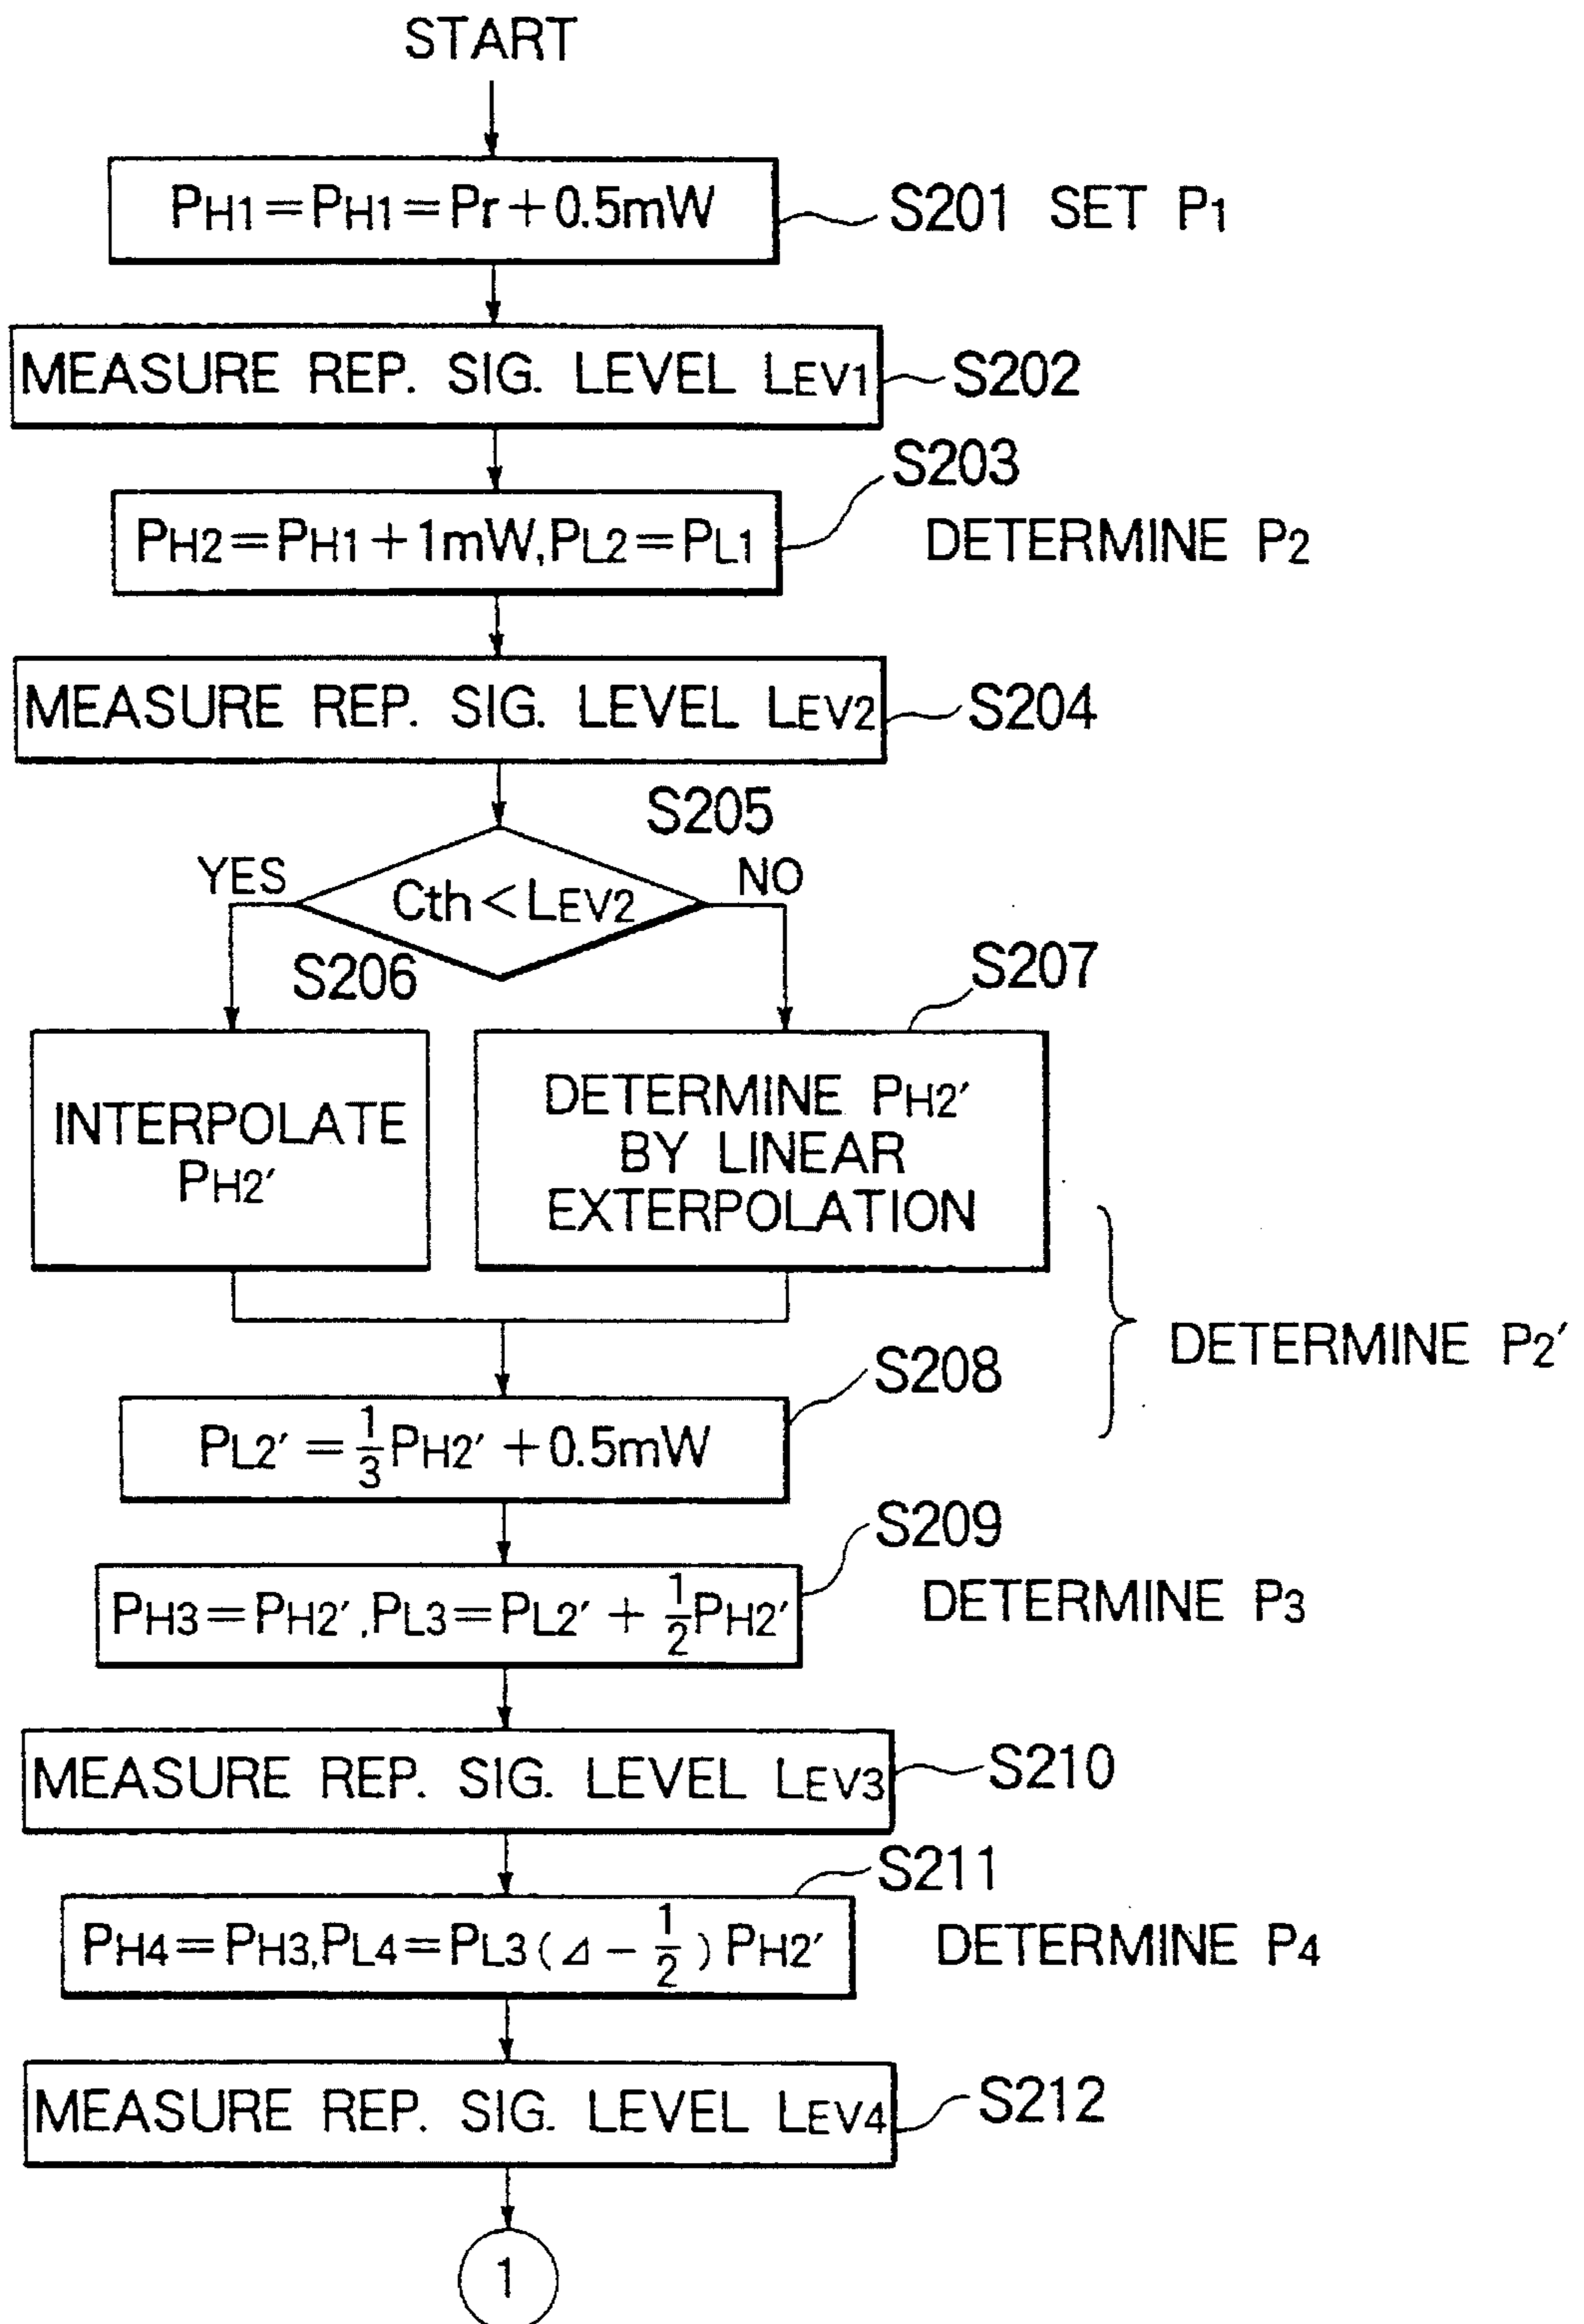 START
PH1=PH1=Pr+0.5mW
S201 SET P1
MEASURE REP. SIG. LEVEL LEV1
S202
S203
PH2=PH1+1mW,PL2=PL1
DETERMINE P2
MEASURE REP. SIG. LEVEL LEV2
S204
S205
YES
Cth<LEV2
NO
S206
S207
INTERPOLATE
PH2'
DETERMINE PH2'
BY LINEAR
EXTERPOLATION
DETERMINE P2'
S208
PL2'=1/3PH2'+0.5mW
S209
PH3=PH2',PL3=PL2'+1/2PH2'
DETERMINE P3
MEASURE REP. SIG. LEVEL LEV3
S210
S211
PH4=PH3,PL4=PL3(⊿-1/2)PH2'
DETERMINE P4
MEASURE REP. SIG. LEVEL LEV4
S212
1